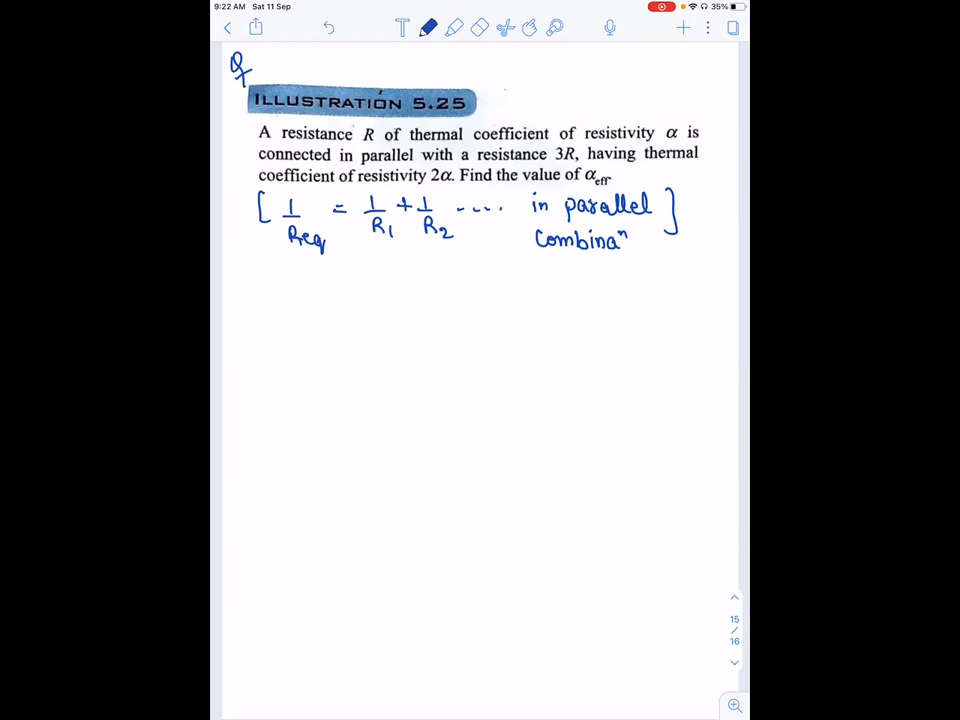 9:22 AM Sat 11 Sep
35%
T
Q
ILLUSTRATION 5.25
A resistance R of thermal coefficient of resistivity α is
connected in parallel with a resistance 3R, having thermal
coefficient of resistivity 2α. Find the value of αeff
[ 1/Req = 1/R1 + 1/R2 ..... in parallel ]
combinaⁿ
15
/
16